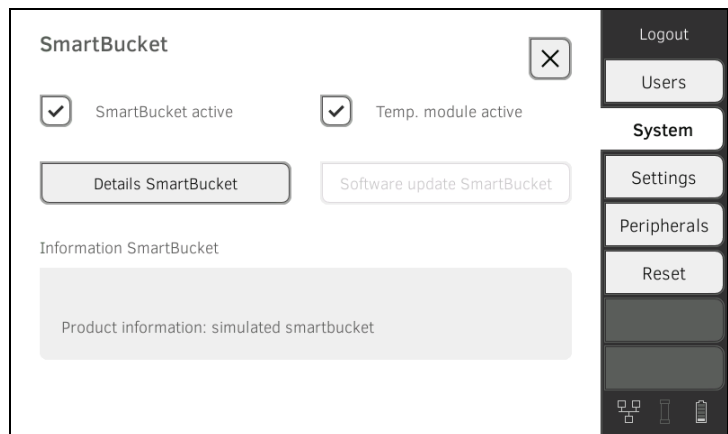 SmartBucket
SmartBucket active
Temp. module active
Details SmartBucket
Software update SmartBucket
Information SmartBucket
Product information: simulated smartbucket
Logout
Users
System
Settings
Peripherals
Reset